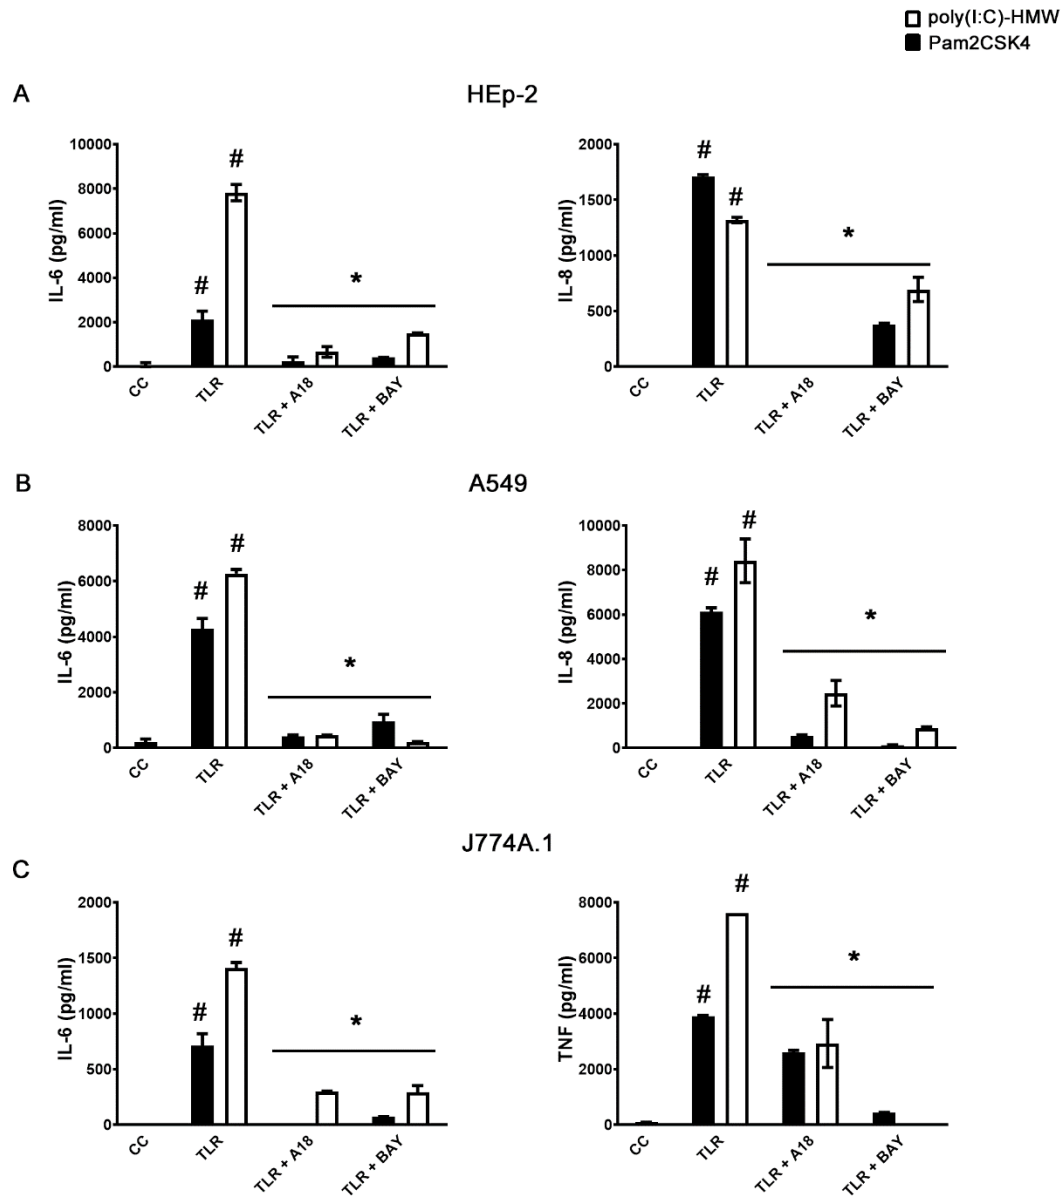 poly(I:C)-HMW
Pam2CSK4
A
HEp-2
IL-6 (pg/ml)
10000
8000
6000
4000
2000
0
#
#
*
CC
TLR
TLR + A18
TLR + BAY
IL-8 (pg/ml)
2000
1500
1000
500
0
#
#
*
CC
TLR
TLR + A18
TLR + BAY
B
A549
IL-6 (pg/ml)
8000
6000
4000
2000
0
#
#
*
CC
TLR
TLR + A18
TLR + BAY
IL-8 (pg/ml)
10000
8000
6000
4000
2000
0
#
#
*
CC
TLR
TLR + A18
TLR + BAY
C
J774A.1
IL-6 (pg/ml)
2000
1500
1000
500
0
#
#
*
CC
TLR
TLR + A18
TLR + BAY
TNF (pg/ml)
8000
6000
4000
2000
0
#
#
*
CC
TLR
TLR + A18
TLR + BAY